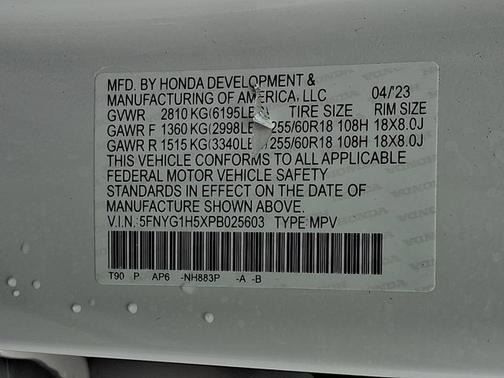 MFD. BY HONDA DEVELOPMENT &
MANUFACTURING OF AMERICA, LLC 04/'23
GVWR 2810 KG(6195LB TIRE SIZE RIM SIZE
GAWR F 1360 KG(2998LB 255/60R18 108H 18X8.0J
GAWR R 1515 KG(3340LB 255/60R18 108H 18X8.0J
THIS VEHICLE CONFORMS TO ALL APPLICABLE
FEDERAL MOTOR VEHICLE SAFETY
STANDARDS IN EFFECT ON THE DATE OF
MANUFACTURE SHOWN ABOVE.
V.I.N.:5FNYG1H5XPB025603 TYPE MPV
T90 P AP6 -NH883P -A -B